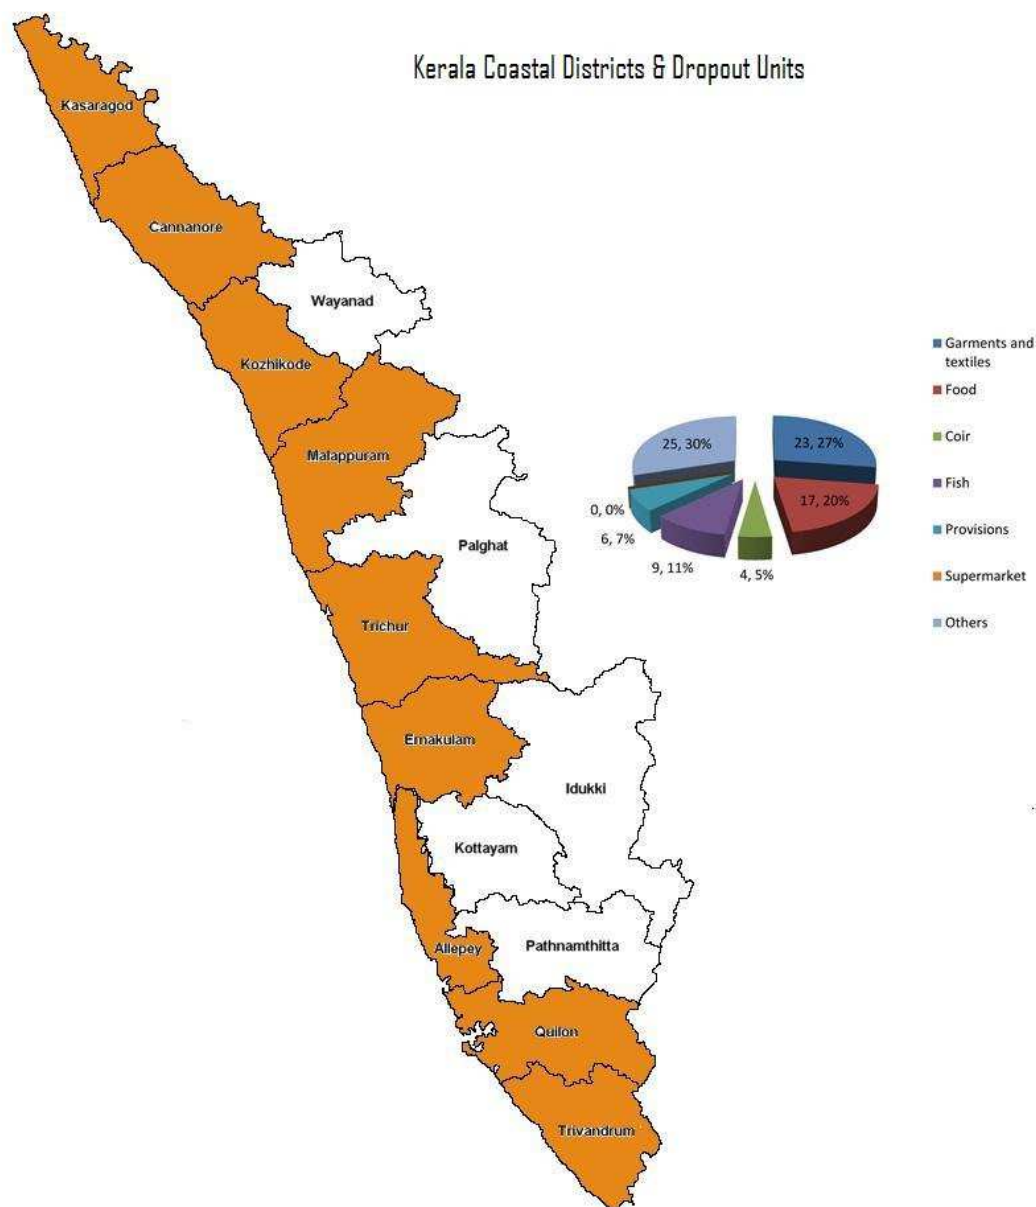 Kerala Coastal Districts & Dropout Units
Kasaragod
Cannanore
Wayanad
Kozhikode
Malappuram
Palghat
Trichur
Ernakulam
Idukki
Kottayam
Allepey
Pathnamthitta
Quilon
Trivandrum
25, 30%
23, 27%
17, 20%
0, 0%
6, 7%
9, 11%
4, 5%
Garments and
textiles
Food
Coir
Fish
Provisions
Supermarket
Others